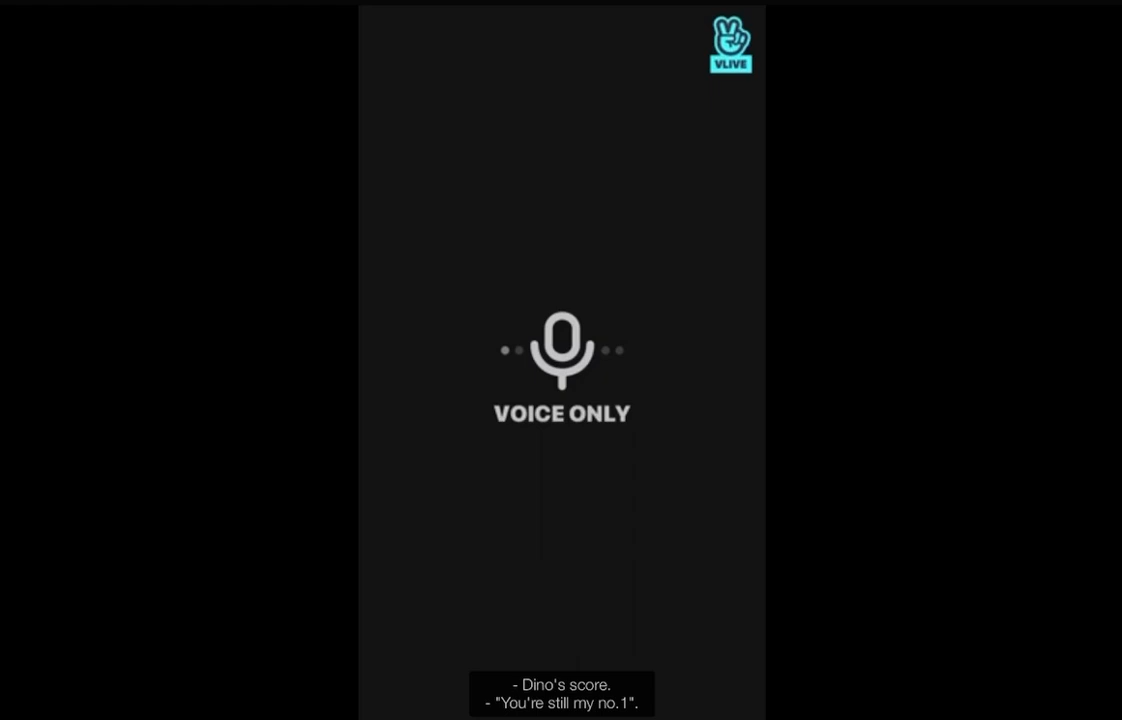 VLIVE
VOICE ONLY
- Dino's score.
- "You're still my no.1".